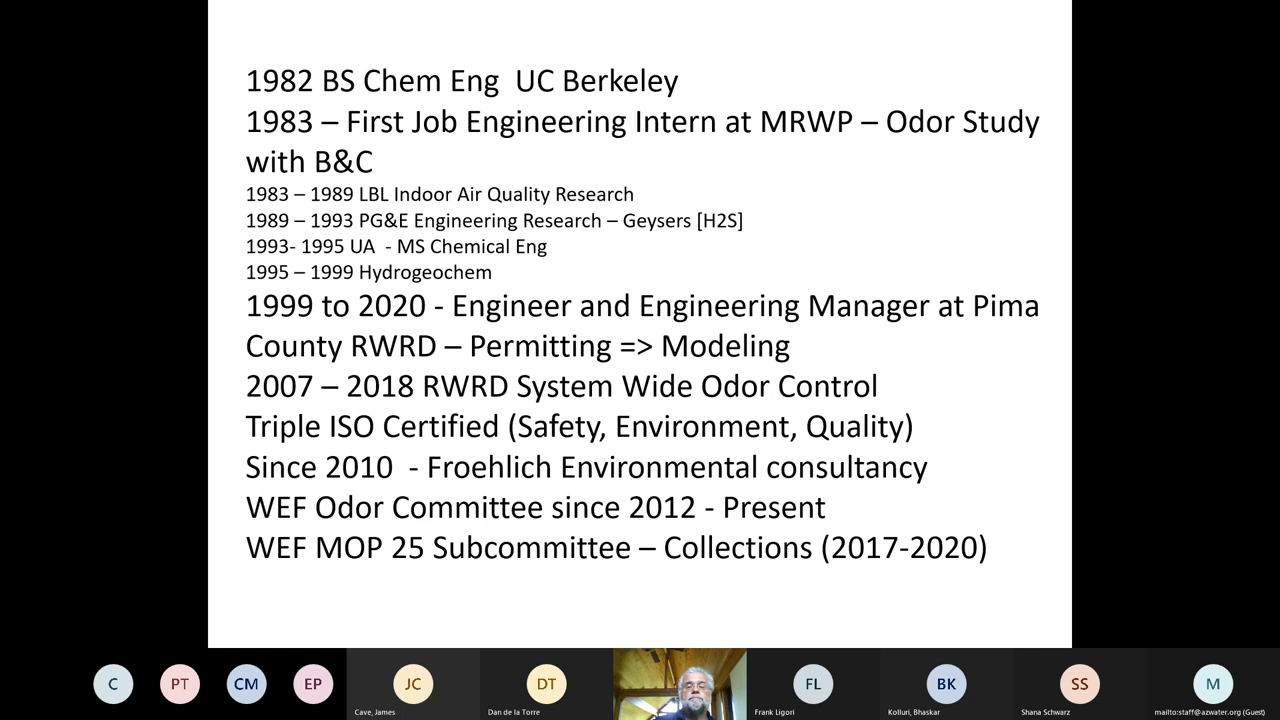 1982 BS Chem Eng  UC Berkeley
1983 – First Job Engineering Intern at MRWP – Odor Study
with B&C
1983 – 1989 LBL Indoor Air Quality Research
1989 – 1993 PG&E Engineering Research – Geysers [H2S]
1993- 1995 UA  - MS Chemical Eng
1995 – 1999 Hydrogeochem
1999 to 2020 - Engineer and Engineering Manager at Pima
County RWRD – Permitting => Modeling
2007 – 2018 RWRD System Wide Odor Control
Triple ISO Certified (Safety, Environment, Quality)
Since 2010  - Froehlich Environmental consultancy
WEF Odor Committee since 2012 - Present
WEF MOP 25 Subcommittee – Collections (2017-2020)
C PT CM EP JC DT FL BK SS M
Cave, James Dan de la Torre Frank Ligori Kolluri, Bhaskar Shana Schwarz mailto:staff@azwater.org (Guest)